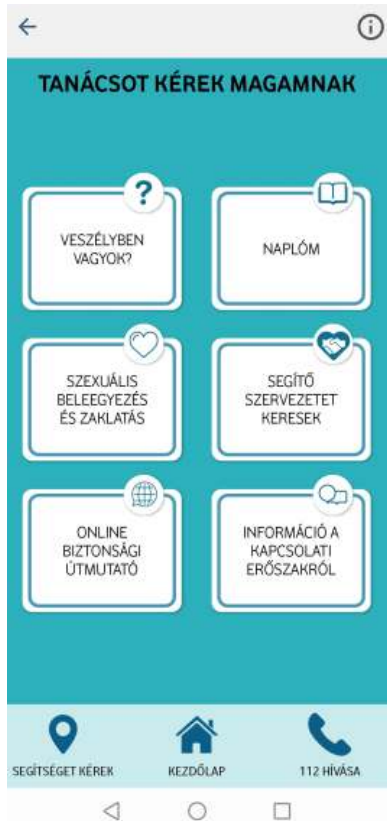 TANÁCSOT KÉREK MAGAMNAK
?
VESZÉLYBEN
VAGYOK?
NAPLÓM
SZEXUÁLIS
BELEEGYEZÉS
ÉS ZAKLATÁS
SEGÍTŐ
SZERVEZETET
KERESEK
ONLINE
BIZTONSÁGI
ÚTMUTATÓ
INFORMÁCIÓ A
KAPCSOLATI
ERŐSZAKRÓL
SEGÍTSÉGET KÉREK
KEZDŐLAP
112 HÍVÁSA